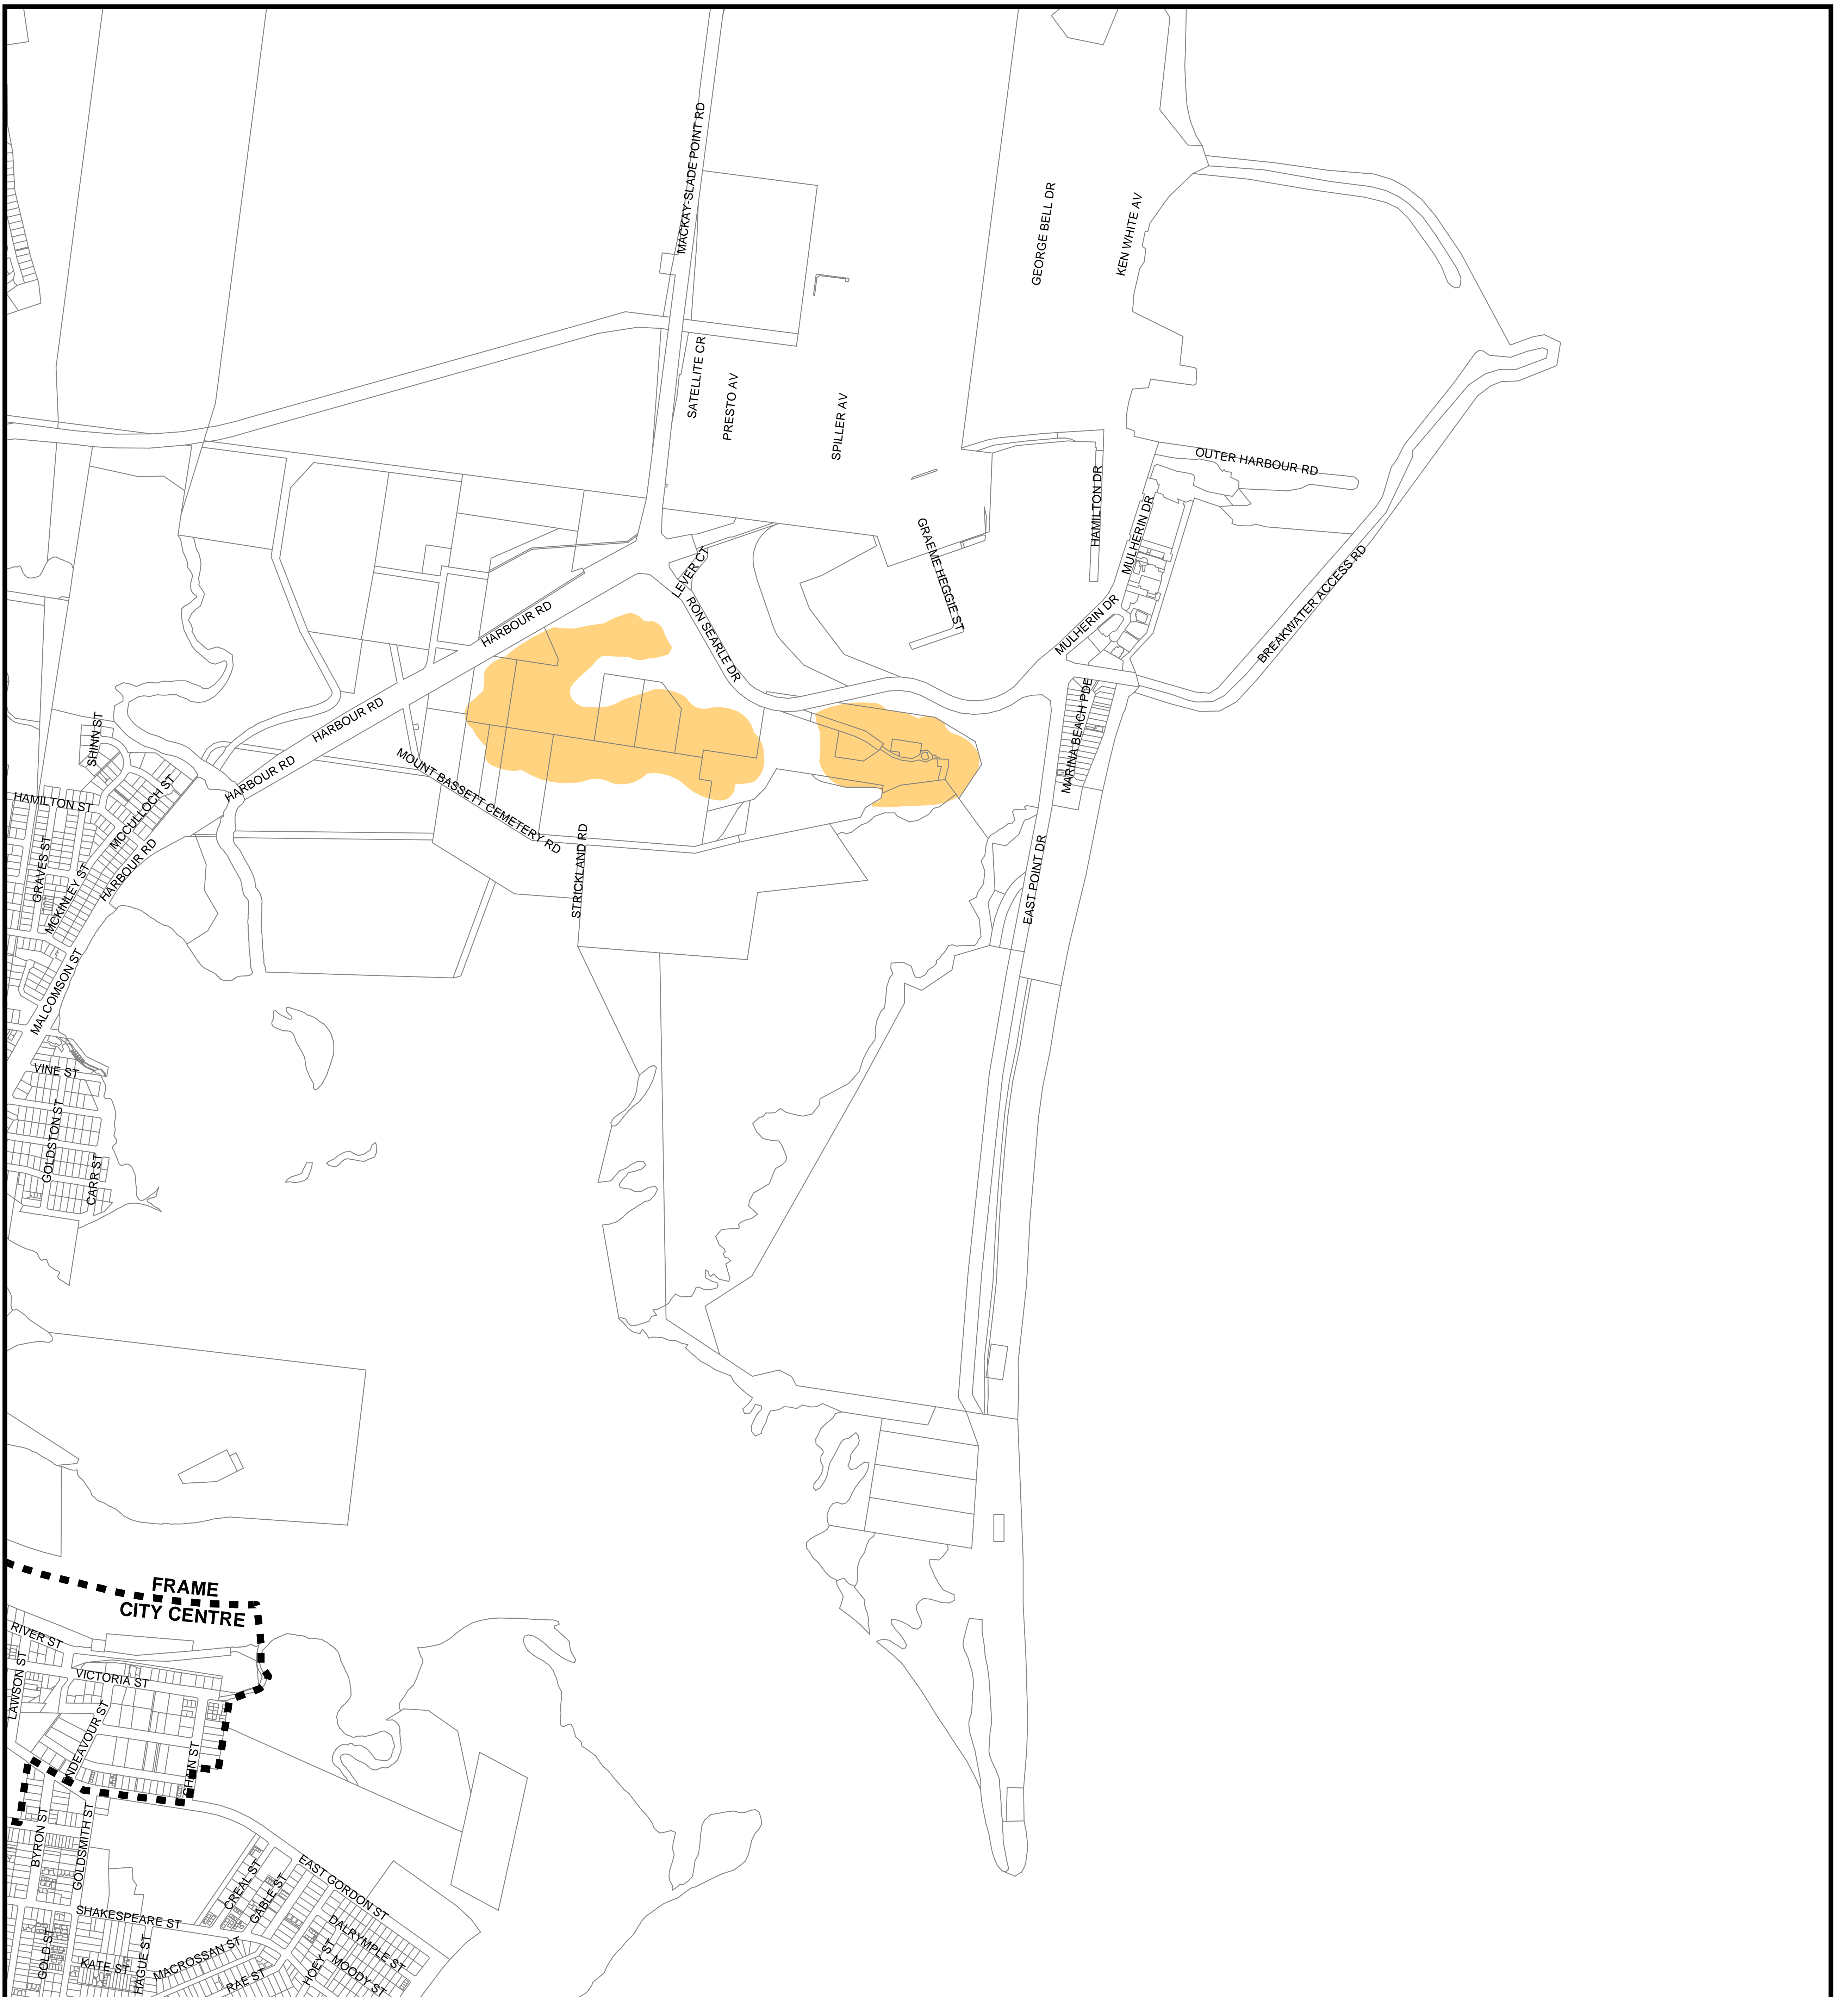 MACKAY-SLADE POINT RD
GEORGE BELL DR
KEN WHITE AV
SATELLITE CR
PRESTO AV
SPILLER AV
OUTER HARBOUR RD
HAMILTON DR
MULHERIN DR
GRAEME HEGGIE ST
LEVER CT
HARBOUR RD
RON SEARLE DR
MULHERIN DR
BREAKWATER ACCESS RD
HARBOUR RD
MARINA BEACH PDE
SHINN ST
HARBOUR RD
MOUNT BASSETT CEMETERY RD
HAMILTON ST
MCCULLOCH ST
GRAVES ST
MCKINLEY ST
HARBOUR RD
STRICKLAND RD
EAST POINT DR
MALCOMSON ST
VINE ST
GOLDSTON ST
CARR ST
FRAME
CITY CENTRE
RIVER ST
LAWSON ST
VICTORIA ST
NDEAVOUR ST
BYRON ST
GOLDSMITH ST
CREAL ST
GABLE ST
EAST GORDON ST
SHAKESPEARE ST
DALRYMPLE ST
GOLD ST
KATE ST
HAGUE ST
MACROSSAN ST
RAE ST
HOEY ST
MOODY ST